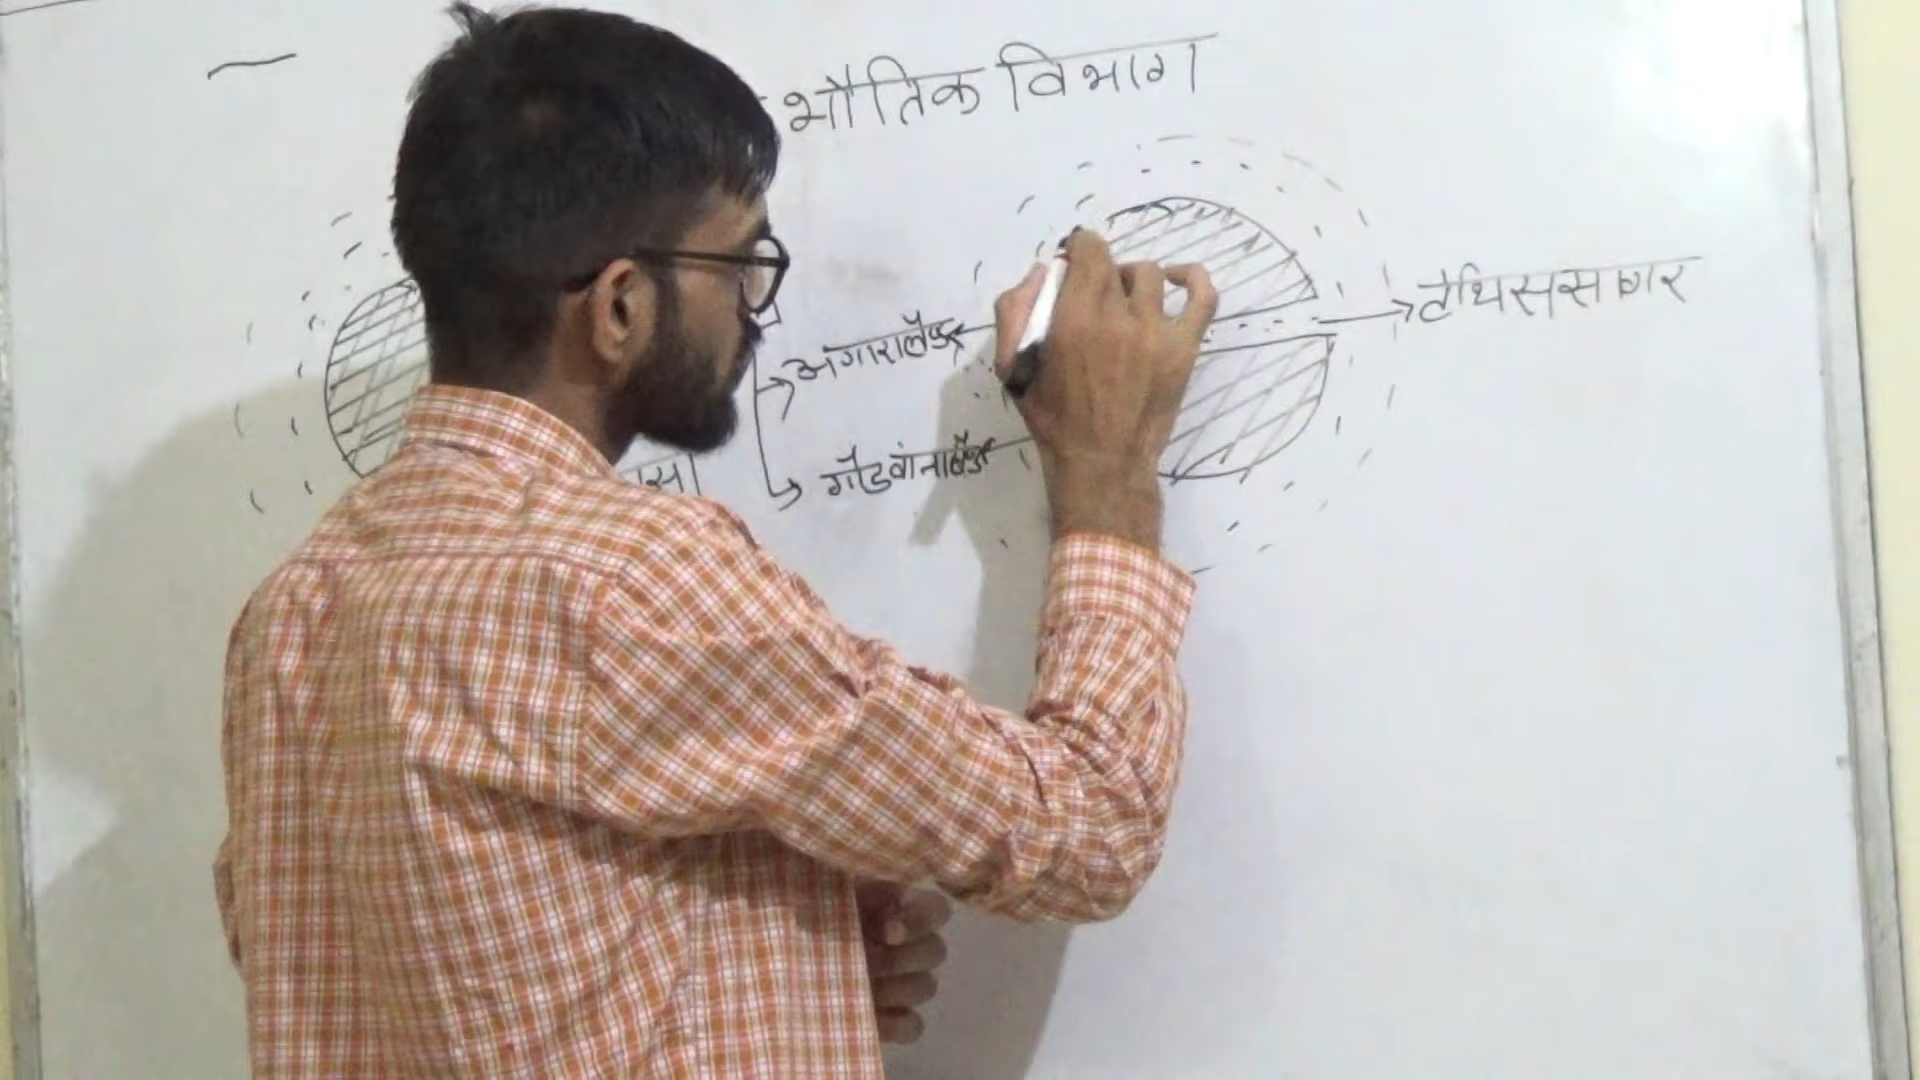 भौतिक विभाग
टेथिससागर
अंगारालैण्ड
गोंडवानालैंड